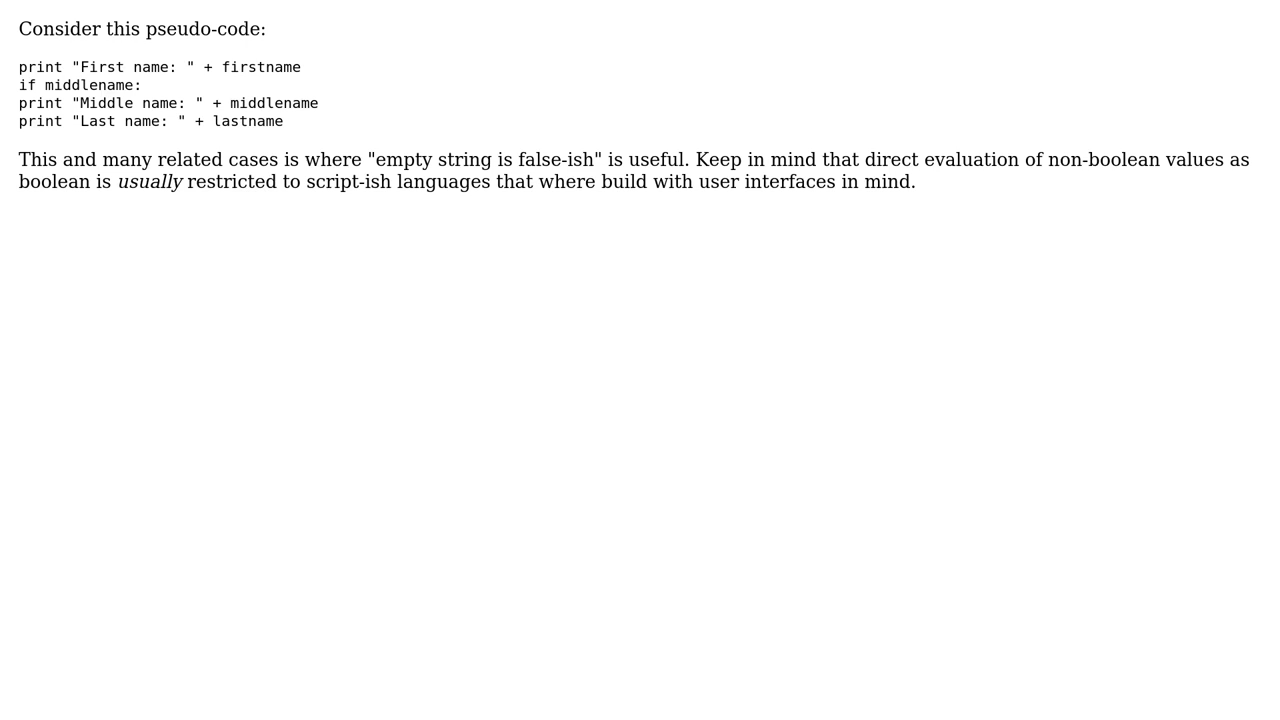 Consider this pseudo-code:
print "First name: " + firstname
if middlename:
print "Middle name: " + middlename
print "Last name: " + lastname
This and many related cases is where "empty string is false-ish" is useful. Keep in mind that direct evaluation of non-boolean values as
boolean is usually restricted to script-ish languages that where build with user interfaces in mind.